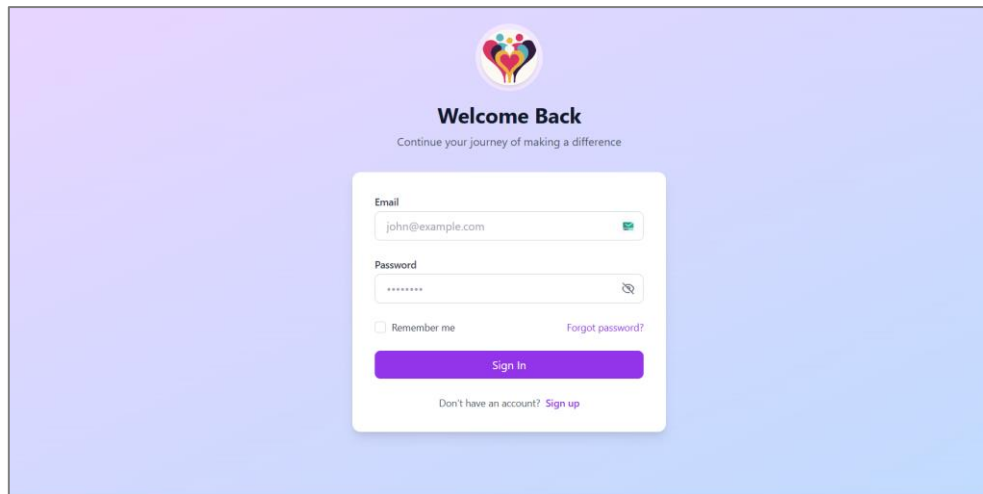 Welcome Back
Continue your journey of making a difference
Email
john@example.com
Password
••••••••
Remember me
Forgot password?
Sign In
Don't have an account? Sign up